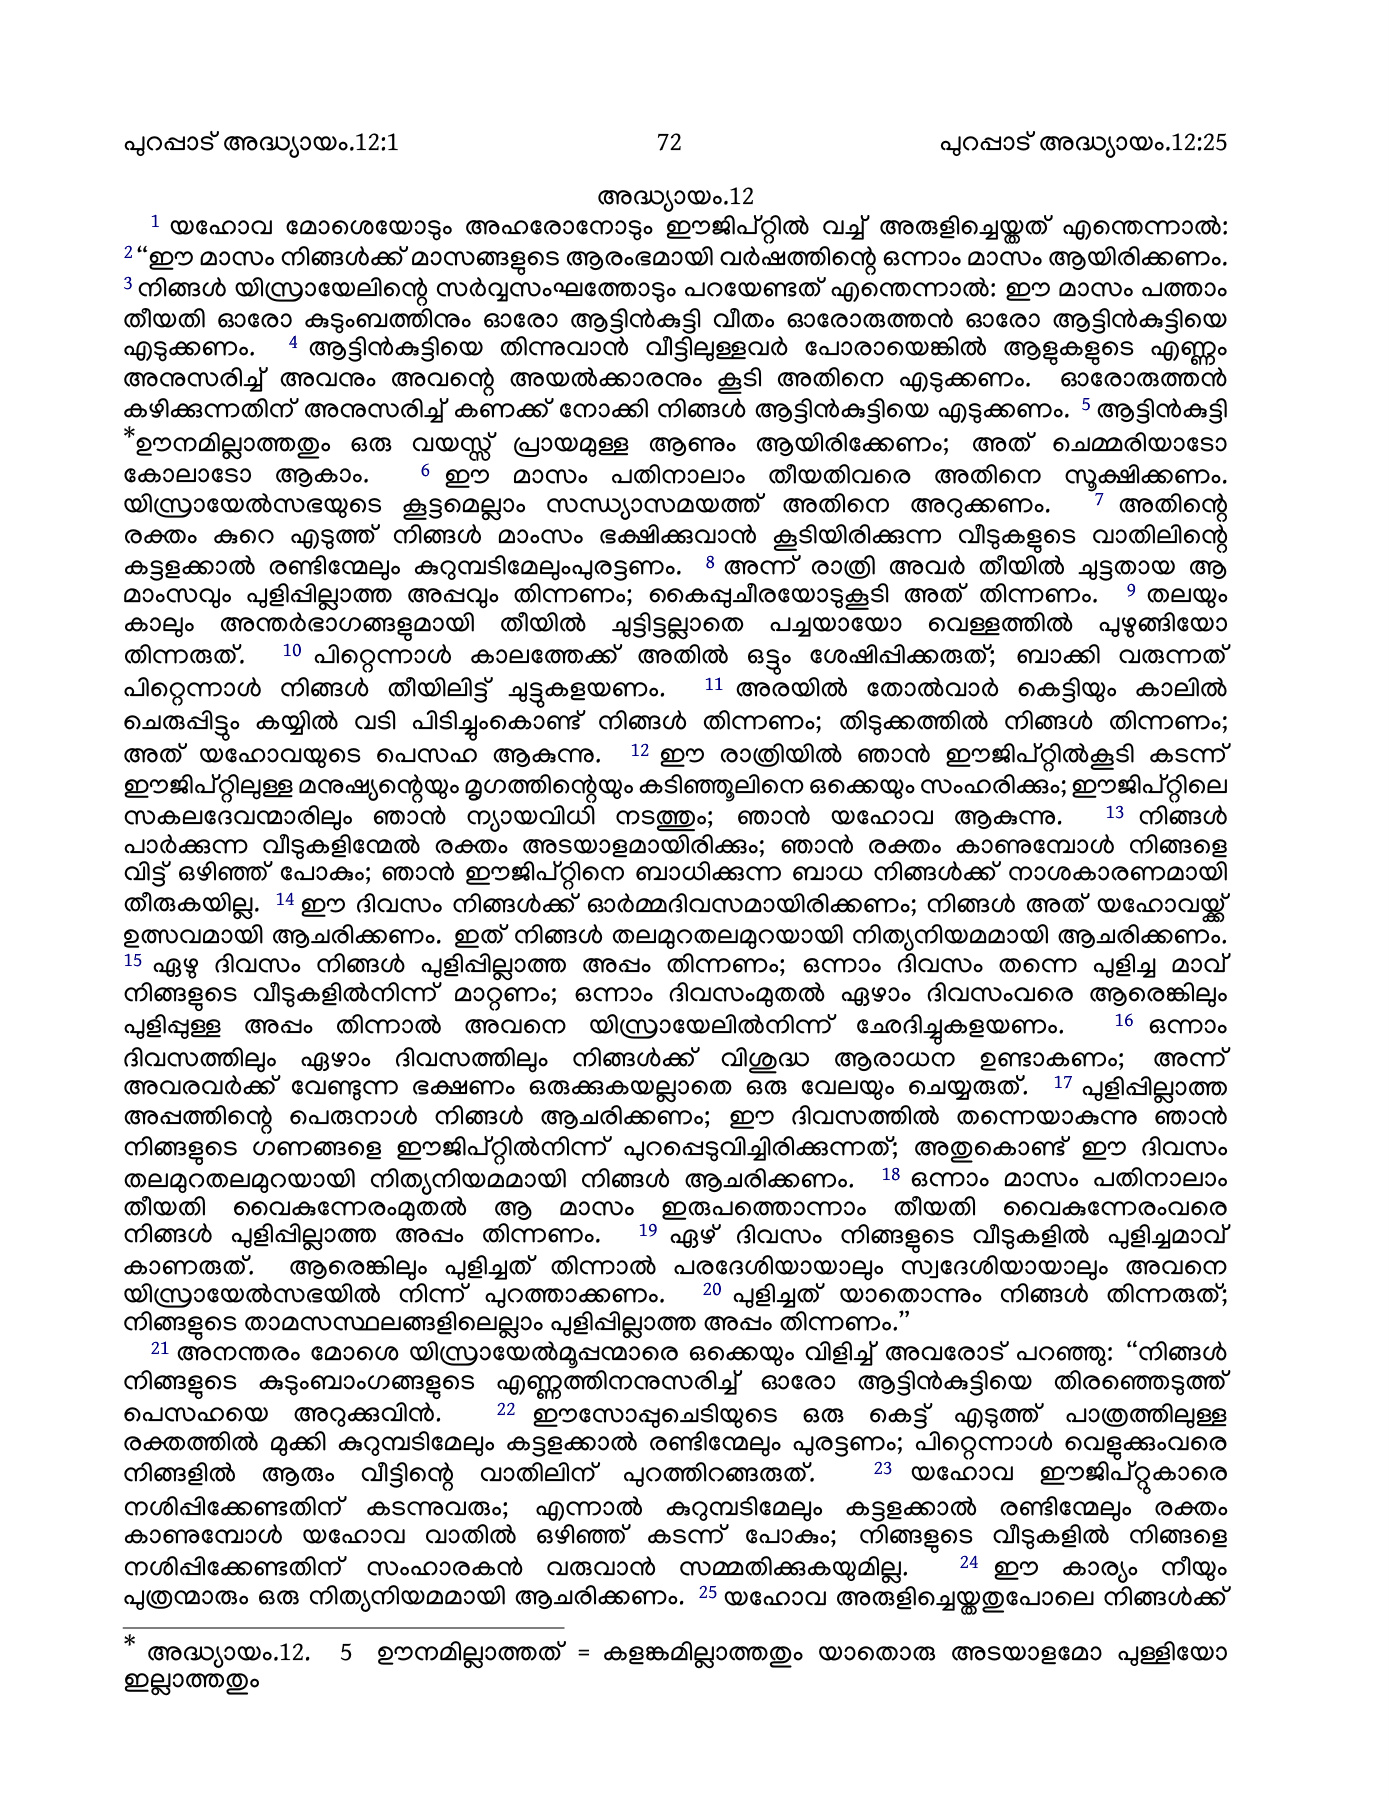 പുറപ്പാട് അദ്ധ്യായം.12:1 72 പുറപ്പാട് അദ്ധ്യായം.12:25
അദ്ധ്യായം.12
1 യഹോവ മോശെയോടും അഹരോനോടും ഈജിപ്റ്റിൽ വച്ച് അരുളിച്ചെയ്തത് എന്തെന്നാൽ:
2 “ഈ മാസം നിങ്ങൾക്ക് മാസങ്ങളുടെ ആരംഭമായി വർഷത്തിന്റെ ഒന്നാം മാസം ആയിരിക്കണം.
3 നിങ്ങൾ യിസ്രായേലിന്റെ സർവ്വസംഘത്തോടും പറയേണ്ടത് എന്തെന്നാൽ: ഈ മാസം പത്താം
തീയതി ഓരോ കുടുംബത്തിനും ഓരോ ആട്ടിൻകുട്ടി വീതം ഓരോരുത്തൻ ഓരോ ആട്ടിൻകുട്ടിയെ
എടുക്കണം. 4 ആട്ടിൻകുട്ടിയെ തിന്നുവാൻ വീട്ടിലുള്ളവർ പോരായെങ്കിൽ ആളുകളുടെ എണ്ണം
അനുസരിച്ച് അവനും അവന്റെ അയൽക്കാരനും കൂടി അതിനെ എടുക്കണം. ഓരോരുത്തൻ
കഴിക്കുന്നതിന് അനുസരിച്ച് കണക്ക് നോക്കി നിങ്ങൾ ആട്ടിൻകുട്ടിയെ എടുക്കണം. 5 ആട്ടിൻകുട്ടി
*ഊനമില്ലാത്തതും ഒരു വയസ്സ് പ്രായമുള്ള ആണും ആയിരിക്കേണം; അത് ചെമ്മരിയാടോ
കോലാടോ ആകാം. 6 ഈ മാസം പതിനാലാം തീയതിവരെ അതിനെ സൂക്ഷിക്കണം.
യിസ്രായേൽസഭയുടെ കൂട്ടമെല്ലാം സന്ധ്യാസമയത്ത് അതിനെ അറുക്കണം. 7 അതിന്റെ
രക്തം കുറെ എടുത്ത് നിങ്ങൾ മാംസം ഭക്ഷിക്കുവാൻ കൂടിയിരിക്കുന്ന വീടുകളുടെ വാതിലിന്റെ
കട്ടളക്കാൽ രണ്ടിന്മേലും കുറുമ്പടിമേലുംപുരട്ടണം. 8 അന്ന് രാത്രി അവർ തീയിൽ ചുട്ടതായ ആ
മാംസവും പുളിപ്പില്ലാത്ത അപ്പവും തിന്നണം; കൈപ്പുചീരയോടുകൂടി അത് തിന്നണം. 9 തലയും
കാലും അന്തർഭാഗങ്ങളുമായി തീയിൽ ചുട്ടിട്ടല്ലാതെ പച്ചയായോ വെള്ളത്തിൽ പുഴുങ്ങിയോ
തിന്നരുത്. 10 പിറ്റെന്നാൾ കാലത്തേക്ക് അതിൽ ഒട്ടും ശേഷിപ്പിക്കരുത്; ബാക്കി വരുന്നത്
പിറ്റെന്നാൾ നിങ്ങൾ തീയിലിട്ട് ചുട്ടുകളയണം. 11 അരയിൽ തോൽവാർ കെട്ടിയും കാലിൽ
ചെരുപ്പിട്ടും കയ്യിൽ വടി പിടിച്ചുംകൊണ്ട് നിങ്ങൾ തിന്നണം; തിടുക്കത്തിൽ നിങ്ങൾ തിന്നണം;
അത് യഹോവയുടെ പെസഹ ആകുന്നു. 12 ഈ രാത്രിയിൽ ഞാൻ ഈജിപ്റ്റിൽകൂടി കടന്ന്
ഈജിപ്റ്റിലുള്ള മനുഷ്യന്റെയും മൃഗത്തിന്റെയും കടിഞ്ഞൂലിനെ ഒക്കെയും സംഹരിക്കും; ഈജിപ്റ്റിലെ
സകലദേവന്മാരിലും ഞാൻ ന്യായവിധി നടത്തും; ഞാൻ യഹോവ ആകുന്നു. 13 നിങ്ങൾ
പാർക്കുന്ന വീടുകളിന്മേൽ രക്തം അടയാളമായിരിക്കും; ഞാൻ രക്തം കാണുമ്പോൾ നിങ്ങളെ
വിട്ട് ഒഴിഞ്ഞ് പോകും; ഞാൻ ഈജിപ്റ്റിനെ ബാധിക്കുന്ന ബാധ നിങ്ങൾക്ക് നാശകാരണമായി
തീരുകയില്ല. 14 ഈ ദിവസം നിങ്ങൾക്ക് ഓർമ്മദിവസമായിരിക്കണം; നിങ്ങൾ അത് യഹോവയ്ക്ക്
ഉത്സവമായി ആചരിക്കണം. ഇത് നിങ്ങൾ തലമുറതലമുറയായി നിത്യനിയമമായി ആചരിക്കണം.
15 ഏഴു ദിവസം നിങ്ങൾ പുളിപ്പില്ലാത്ത അപ്പം തിന്നണം; ഒന്നാം ദിവസം തന്നെ പുളിച്ച മാവ്
നിങ്ങളുടെ വീടുകളിൽനിന്ന് മാറ്റണം; ഒന്നാം ദിവസംമുതൽ ഏഴാം ദിവസംവരെ ആരെങ്കിലും
പുളിപ്പുള്ള അപ്പം തിന്നാൽ അവനെ യിസ്രായേലിൽനിന്ന് ഛേദിച്ചുകളയണം. 16 ഒന്നാം
ദിവസത്തിലും ഏഴാം ദിവസത്തിലും നിങ്ങൾക്ക് വിശുദ്ധ ആരാധന ഉണ്ടാകണം; അന്ന്
അവരവർക്ക് വേണ്ടുന്ന ഭക്ഷണം ഒരുക്കുകയല്ലാതെ ഒരു വേലയും ചെയ്യരുത്. 17 പുളിപ്പില്ലാത്ത
അപ്പത്തിന്റെ പെരുനാൾ നിങ്ങൾ ആചരിക്കണം; ഈ ദിവസത്തിൽ തന്നെയാകുന്നു ഞാൻ
നിങ്ങളുടെ ഗണങ്ങളെ ഈജിപ്റ്റിൽനിന്ന് പുറപ്പെടുവിച്ചിരിക്കുന്നത്; അതുകൊണ്ട് ഈ ദിവസം
തലമുറതലമുറയായി നിത്യനിയമമായി നിങ്ങൾ ആചരിക്കണം. 18 ഒന്നാം മാസം പതിനാലാം
തീയതി വൈകുന്നേരംമുതൽ ആ മാസം ഇരുപത്തൊന്നാം തീയതി വൈകുന്നേരംവരെ
നിങ്ങൾ പുളിപ്പില്ലാത്ത അപ്പം തിന്നണം. 19 ഏഴ് ദിവസം നിങ്ങളുടെ വീടുകളിൽ പുളിച്ചമാവ്
കാണരുത്. ആരെങ്കിലും പുളിച്ചത് തിന്നാൽ പരദേശിയായാലും സ്വദേശിയായാലും അവനെ
യിസ്രായേൽസഭയിൽ നിന്ന് പുറത്താക്കണം. 20 പുളിച്ചത് യാതൊന്നും നിങ്ങൾ തിന്നരുത്;
നിങ്ങളുടെ താമസസ്ഥലങ്ങളിലെല്ലാം പുളിപ്പില്ലാത്ത അപ്പം തിന്നണം.”
21 അനന്തരം മോശെ യിസ്രായേൽമൂപ്പന്മാരെ ഒക്കെയും വിളിച്ച് അവരോട് പറഞ്ഞു: “നിങ്ങൾ
നിങ്ങളുടെ കുടുംബാംഗങ്ങളുടെ എണ്ണത്തിനനുസരിച്ച് ഓരോ ആട്ടിൻകുട്ടിയെ തിരഞ്ഞെടുത്ത്
പെസഹയെ അറുക്കുവിൻ. 22 ഈസോപ്പുചെടിയുടെ ഒരു കെട്ട് എടുത്ത് പാത്രത്തിലുള്ള
രക്തത്തിൽ മുക്കി കുറുമ്പടിമേലും കട്ടളക്കാൽ രണ്ടിന്മേലും പുരട്ടണം; പിറ്റെന്നാൾ വെളുക്കുംവരെ
നിങ്ങളിൽ ആരും വീട്ടിന്റെ വാതിലിന് പുറത്തിറങ്ങരുത്. 23 യഹോവ ഈജിപ്റ്റുകാരെ
നശിപ്പിക്കേണ്ടതിന് കടന്നുവരും; എന്നാൽ കുറുമ്പടിമേലും കട്ടളക്കാൽ രണ്ടിന്മേലും രക്തം
കാണുമ്പോൾ യഹോവ വാതിൽ ഒഴിഞ്ഞ് കടന്ന് പോകും; നിങ്ങളുടെ വീടുകളിൽ നിങ്ങളെ
നശിപ്പിക്കേണ്ടതിന് സംഹാരകൻ വരുവാൻ സമ്മതിക്കുകയുമില്ല. 24 ഈ കാര്യം നീയും
പുത്രന്മാരും ഒരു നിത്യനിയമമായി ആചരിക്കണം. 25 യഹോവ അരുളിച്ചെയ്തതുപോലെ നിങ്ങൾക്ക്
* അദ്ധ്യായം.12. 5 ഊനമില്ലാത്തത് = കളങ്കമില്ലാത്തതും യാതൊരു അടയാളമോ പുള്ളിയോ
ഇല്ലാത്തതും